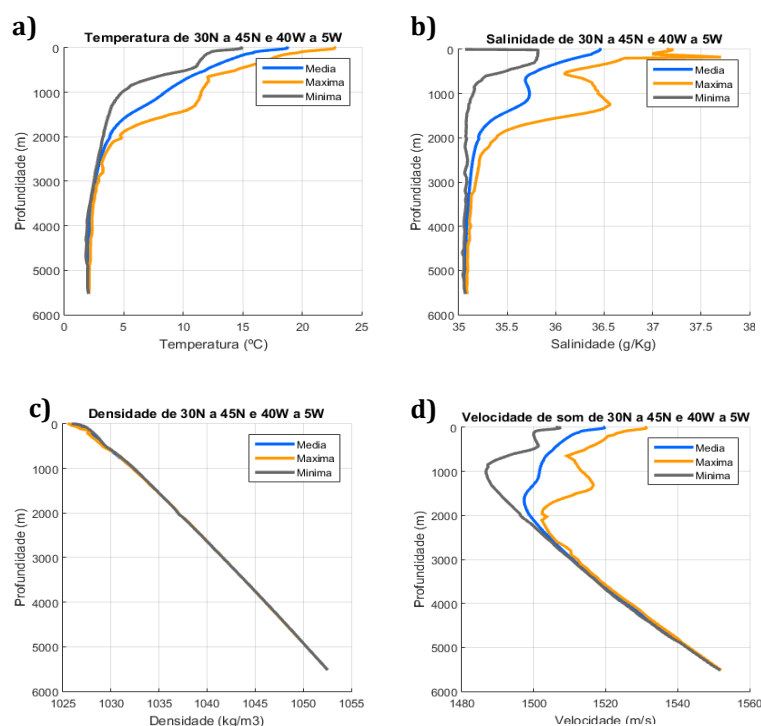 a)
Temperatura de 30N a 45N e 40W a 5W
Profundidade (m)
0
1000
2000
3000
4000
5000
6000
Media
Maxima
Minima
0 5 10 15 20 25
Temperatura (ºC)
b)
Salinidade de 30N a 45N e 40W a 5W
Profundidade (m)
0
1000
2000
3000
4000
5000
6000
Media
Maxima
Minima
35 35.5 36 36.5 37 37.5 38
Salinidade (g/Kg)
c)
Densidade de 30N a 45N e 40W a 5W
Profundidade (m)
0
1000
2000
3000
4000
5000
6000
Media
Maxima
Minima
1025 1030 1035 1040 1045 1050 1055
Densidade (kg/m3)
d)
Velocidade de som de 30N a 45N e 40W a 5W
Profundidade (m)
0
1000
2000
3000
4000
5000
6000
Media
Maxima
Minima
1480 1500 1520 1540 1560
Velocidade (m/s)